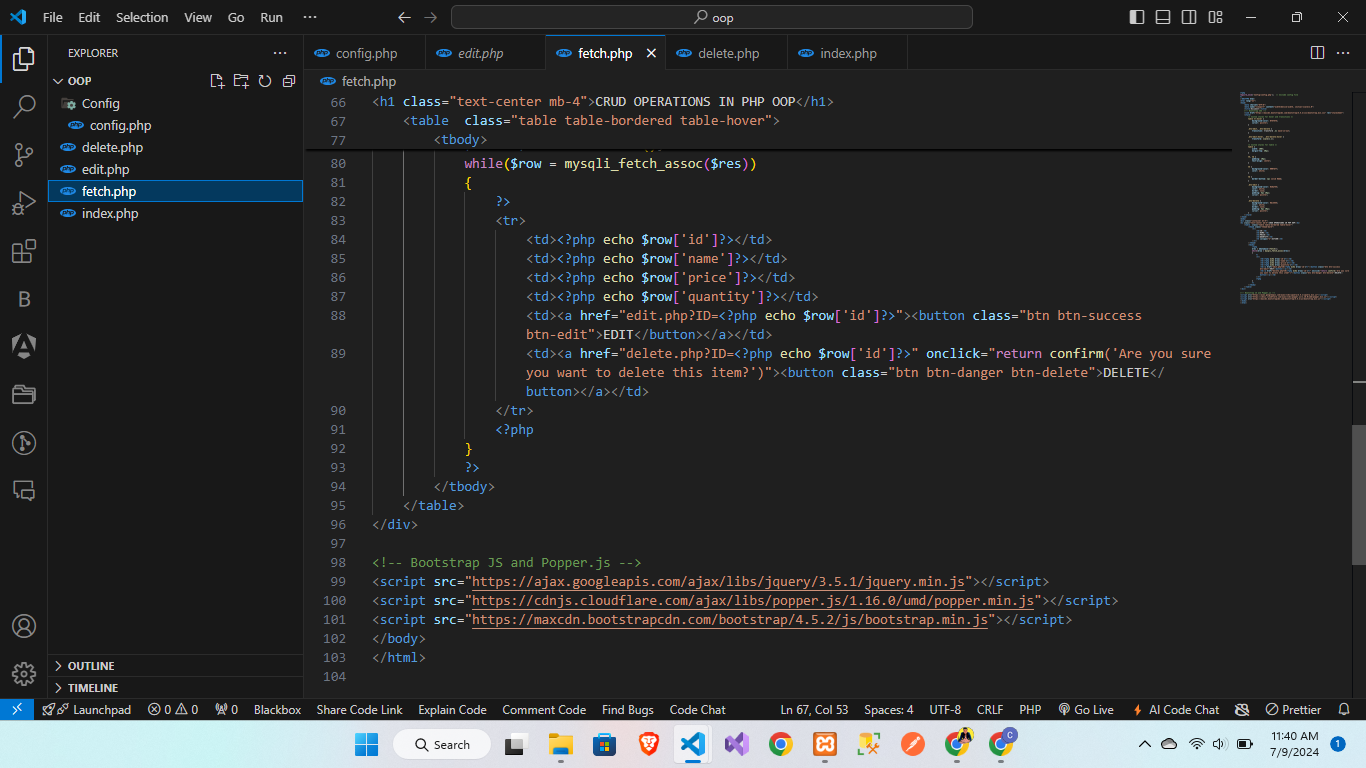 File Edit Selection View Go Run ···
oop
EXPLORER
OOP
Config
config.php
delete.php
edit.php
fetch.php
index.php
OUTLINE
TIMELINE
config.php edit.php fetch.php delete.php index.php
fetch.php
66 <h1 class="text-center mb-4">CRUD OPERATIONS IN PHP OOP</h1>
67 <table  class="table table-bordered table-hover">
77 <tbody>
80 while($row = mysqli_fetch_assoc($res))
81 {
82 ?>
83 <tr>
84 <td><?php echo $row['id']?></td>
85 <td><?php echo $row['name']?></td>
86 <td><?php echo $row['price']?></td>
87 <td><?php echo $row['quantity']?></td>
88 <td><a href="edit.php?ID=<?php echo $row['id']?>"><button class="btn btn-success
btn-edit">EDIT</button></a></td>
89 <td><a href="delete.php?ID=<?php echo $row['id']?>" onclick="return confirm('Are you sure
you want to delete this item?')"><button class="btn btn-danger btn-delete">DELETE</
button></a></td>
90 </tr>
91 <?php
92 }
93 ?>
94 </tbody>
95 </table>
96 </div>
97
98 <!-- Bootstrap JS and Popper.js -->
99 <script src="https://ajax.googleapis.com/ajax/libs/jquery/3.5.1/jquery.min.js"></script>
100 <script src="https://cdnjs.cloudflare.com/ajax/libs/popper.js/1.16.0/umd/popper.min.js"></script>
101 <script src="https://maxcdn.bootstrapcdn.com/bootstrap/4.5.2/js/bootstrap.min.js"></script>
102 </body>
103 </html>
104
Launchpad 0 0 0 Blackbox Share Code Link Explain Code Comment Code Find Bugs Code Chat Ln 67, Col 53 Spaces: 4 UTF-8 CRLF PHP Go Live AI Code Chat Prettier
Search
11:40 AM
7/9/2024
1